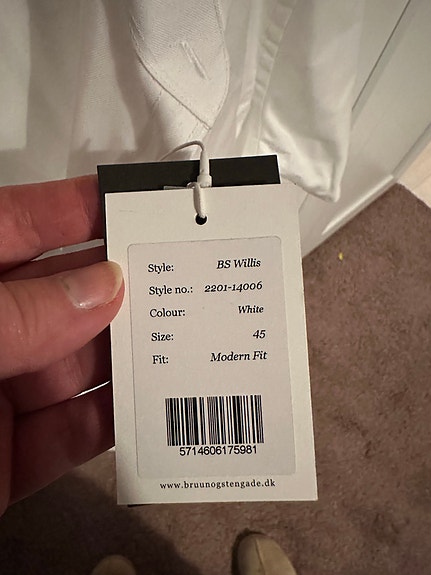 Style: BS Willis
Style no.: 2201-14006
Colour: White
Size: 45
Fit: Modern Fit
5714606175981
www.bruunogstengade.dk